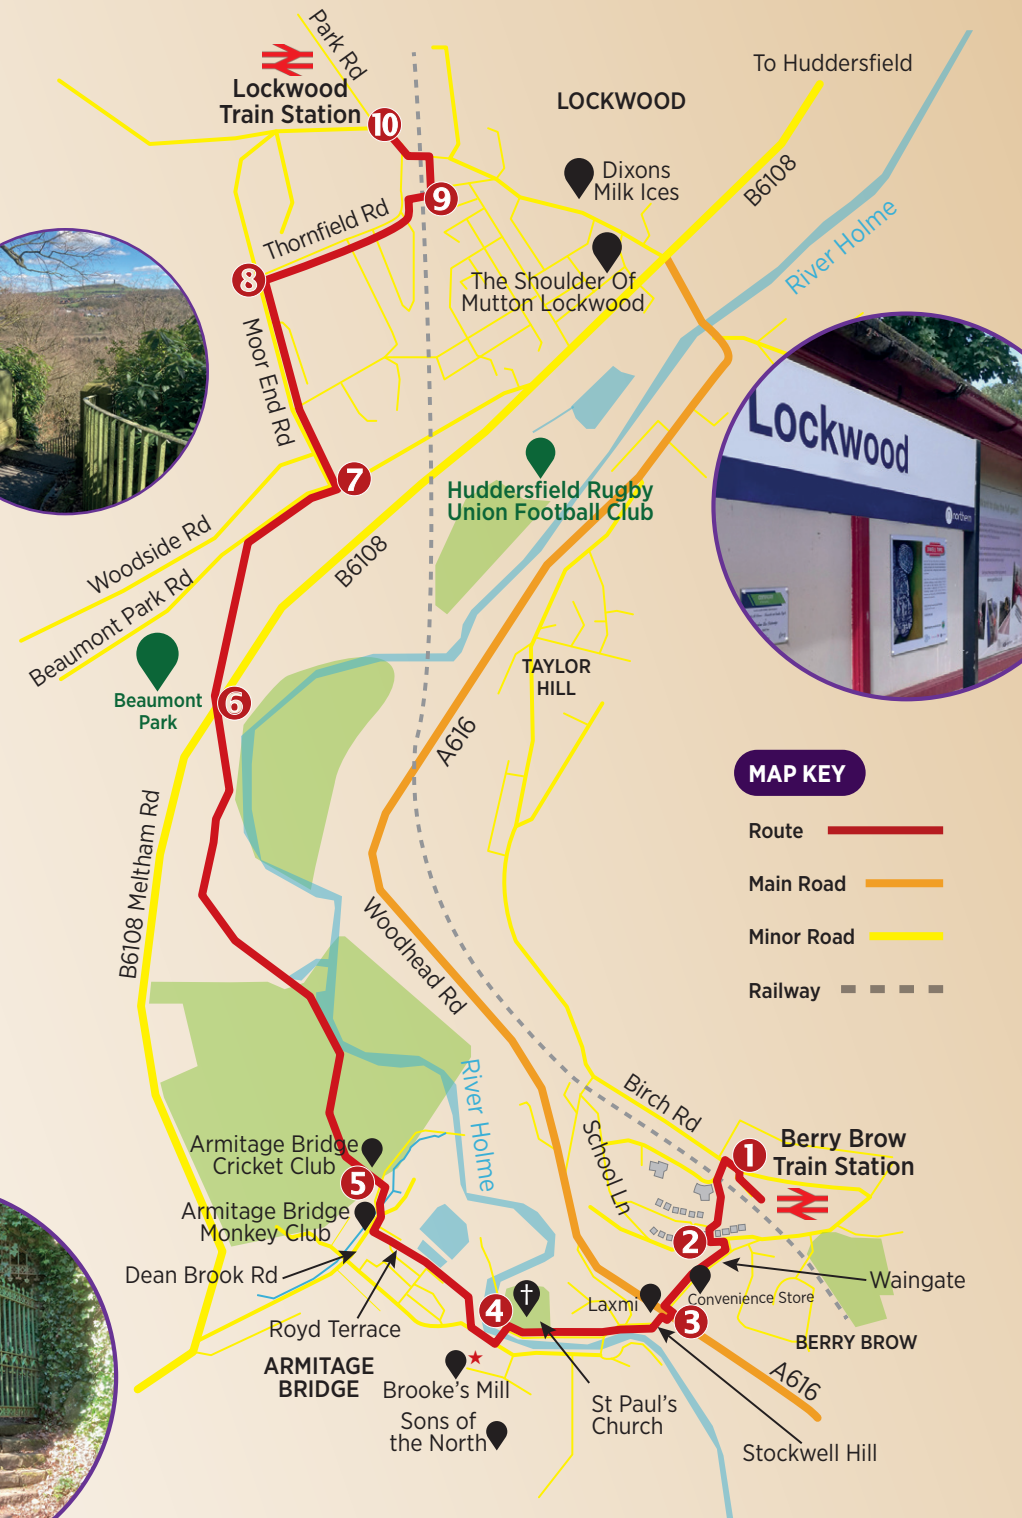 Park Rd
Lockwood
Train Station
10
To Huddersfield
LOCKWOOD
Dixons
Milk Ices
B6108
River Holme
9
Thornfield Rd
8
The Shoulder Of
Mutton Lockwood
Moor End Rd
Lockwood
northern
7
Huddersfield Rugby
Union Football Club
Woodside Rd
B6108
Beaumont Park Rd
Beaumont
Park
6
TAYLOR
HILL
A616
MAP KEY
Route
Main Road
Minor Road
Railway
B6108 Meltham Rd
Woodhead Rd
River Holme
Birch Rd
School Ln
1
Berry Brow
Train Station
Armitage Bridge
Cricket Club
5
Armitage Bridge
Monkey Club
2
Dean Brook Rd
Waingate
Convenience Store
Laxmi
4
3
Royd Terrace
BERRY BROW
ARMITAGE
BRIDGE
Brooke's Mill
A616
St Paul's
Church
Sons of
the North
Stockwell Hill